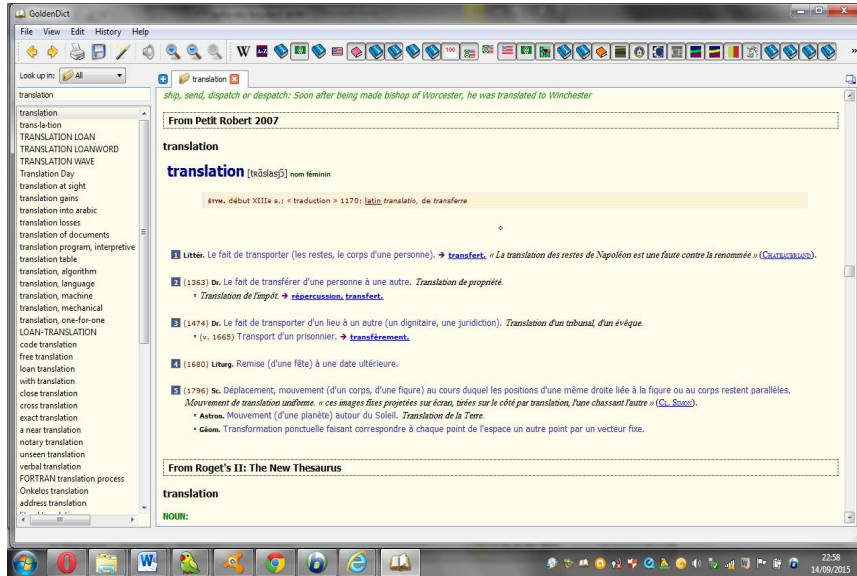 GoldenDict
File View Edit History Help
Look up in: All
translation
translation
translation
trans·la·tion
TRANSLATION LOAN
TRANSLATION LOANWORD
TRANSLATION WAVE
Translation Day
translation at sight
translation gains
translation into arabic
translation losses
translation of documents
translation program, interpretive
translation table
translation, algorithm
translation, language
translation, machine
translation, mechanical
translation, one-for-one
LOAN-TRANSLATION
code translation
free translation
loan translation
with translation
close translation
cross translation
exact translation
a near translation
notary translation
unseen translation
verbal translation
FORTRAN translation process
Onkelos translation
address translation
ship, send, dispatch or despatch: Soon after being made bishop of Worcester, he was translated to Winchester
From Petit Robert 2007
translation
translation [tʀɑ̃slasjɔ̃] nom féminin
ÉTYM. début XIIIe s.; « traduction » 1170; latin translatio, de transferre
1 Littér. Le fait de transporter (les restes, le corps d'une personne). ➔ transfert. « La translation des restes de Napoléon est une faute contre la renommée » (CHATEAUBRIAND).
2 (1363) Dr. Le fait de transférer d'une personne à une autre. Translation de propriété.
▫ Translation de l'impôt. ➔ répercussion, transfert.
3 (1474) Dr. Le fait de transporter d'un lieu à un autre (un dignitaire, une juridiction). Translation d'un tribunal, d'un évêque.
▫ (v. 1665) Transport d'un prisonnier. ➔ transfèrement.
4 (1680) Liturg. Remise (d'une fête) à une date ultérieure.
5 (1796) Sc. Déplacement, mouvement (d'un corps, d'une figure) au cours duquel les positions d'une même droite liée à la figure ou au corps restent parallèles.
Mouvement de translation uniforme. « ces images fixes projetées sur écran, tirées sur le côté par translation, l'une chassant l'autre » (CL. SIMON).
• Astron. Mouvement (d'une planète) autour du Soleil. Translation de la Terre.
• Géom. Transformation ponctuelle faisant correspondre à chaque point de l'espace un autre point par un vecteur fixe.
From Roget's II: The New Thesaurus
translation
NOUN:
22:58
14/09/2015